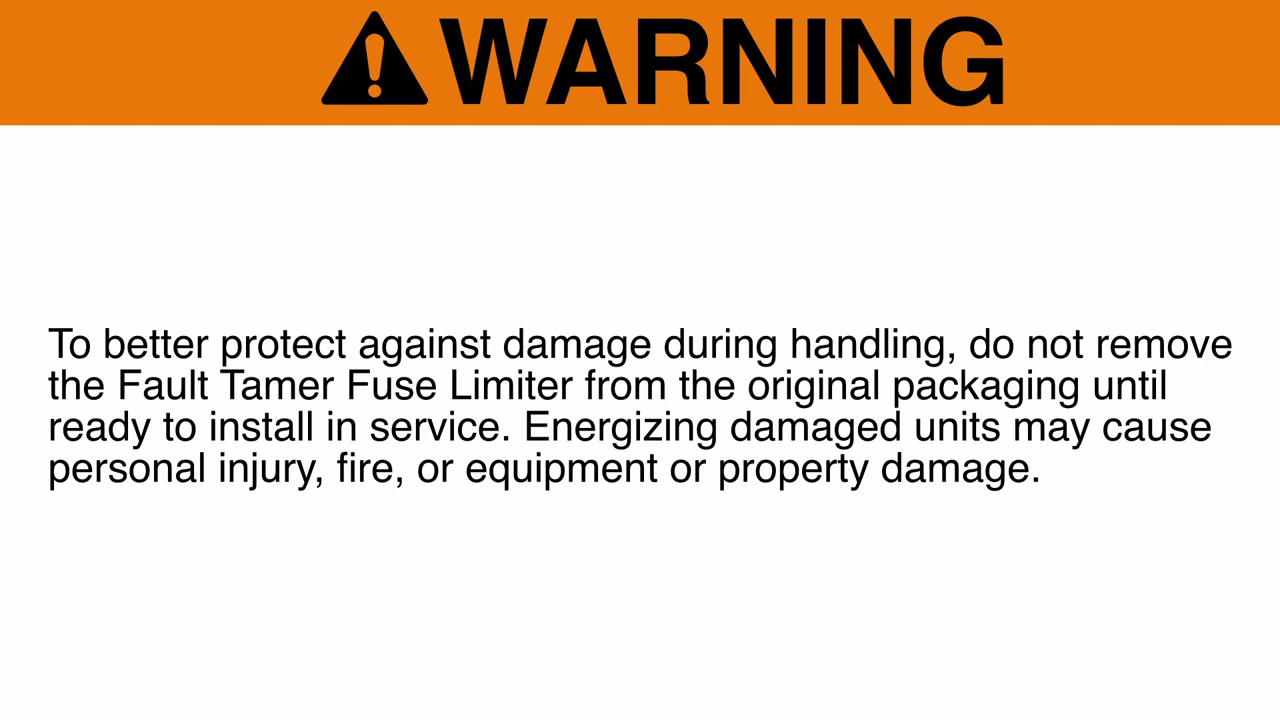 WARNING
To better protect against damage during handling, do not remove
the Fault Tamer Fuse Limiter from the original packaging until
ready to install in service. Energizing damaged units may cause
personal injury, fire, or equipment or property damage.